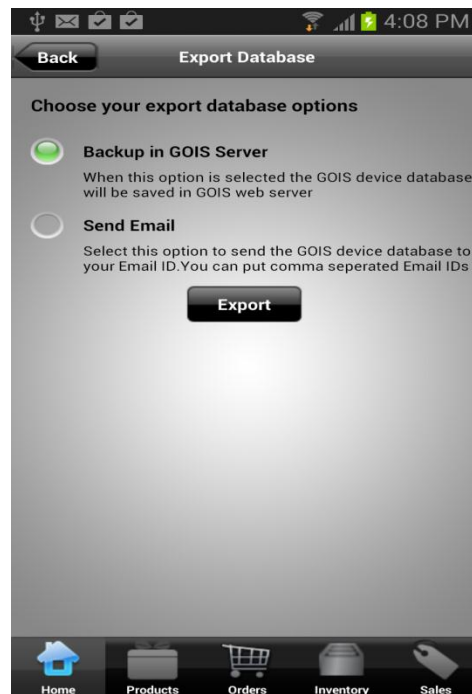 4:08 PM
Back
Export Database
Choose your export database options
Backup in GOIS Server
When this option is selected the GOIS device database
will be saved in GOIS web server
Send Email
Select this option to send the GOIS device database to
your Email ID.You can put comma seperated Email IDs
Export
Home Products Orders Inventory Sales